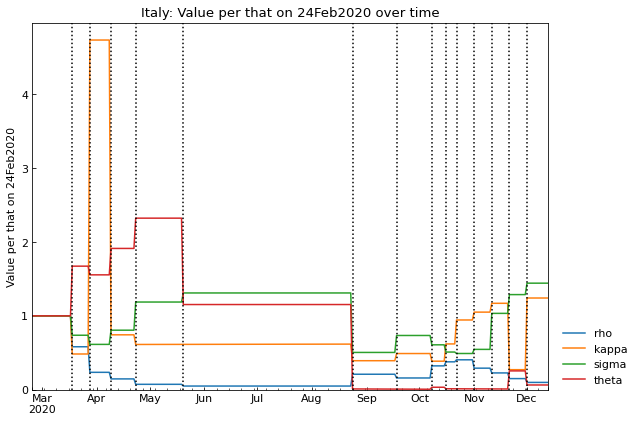 Italy: Value per that on 24Feb2020 over time
Value per that on 24Feb2020
4
3
2
1
0
Mar Apr May Jun Jul Aug Sep Oct Nov Dec
2020
rho
kappa
sigma
theta